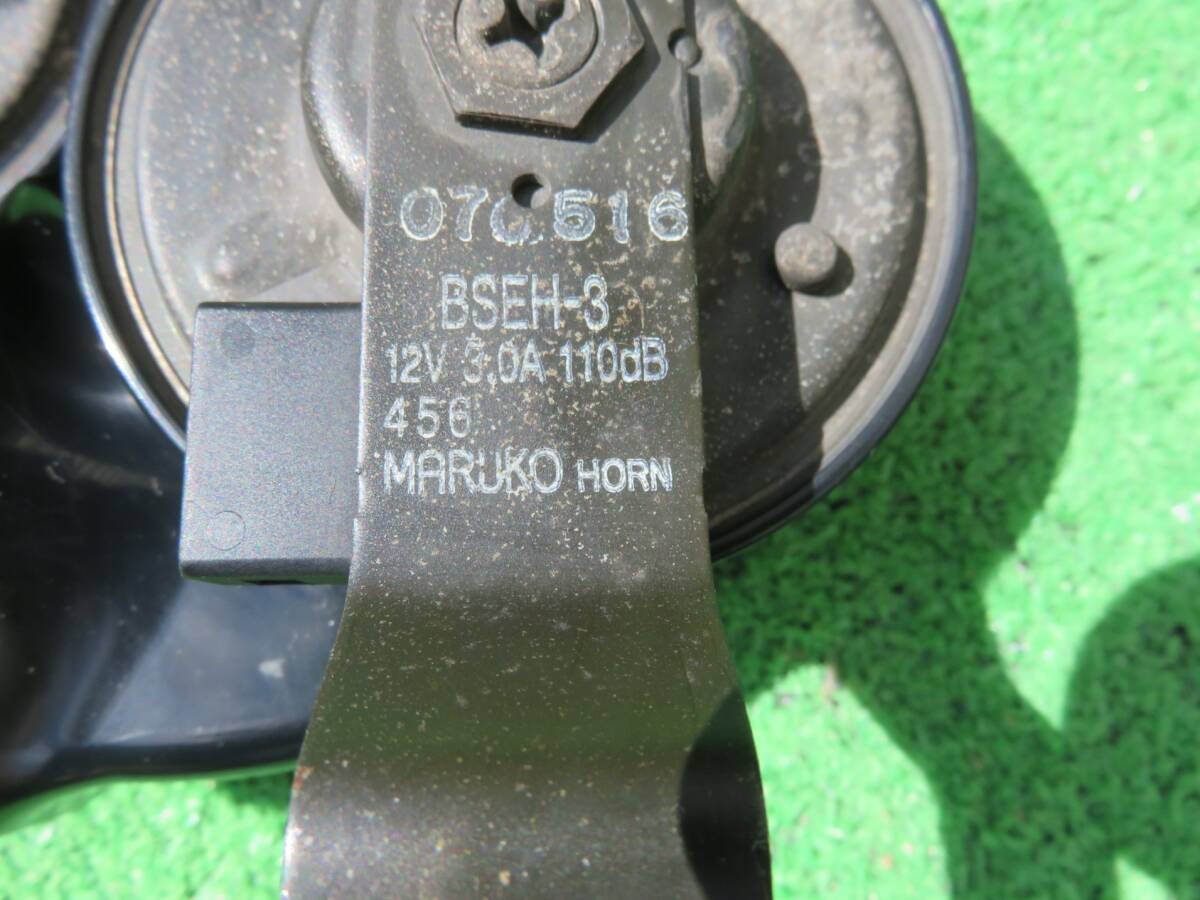 BSEH-3
12V 3.0A 110dB
456
MARUKO HORN